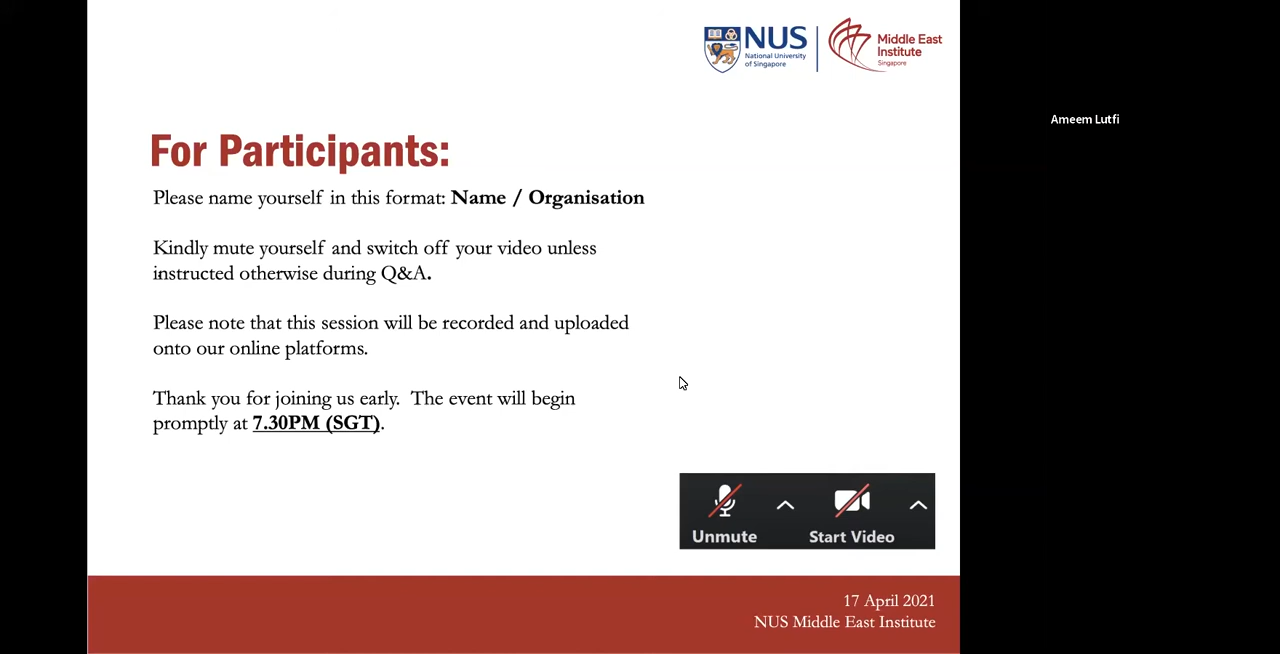 NUS
National University
of Singapore
Middle East
Institute
Singapore
Ameem Lutfi
For Participants:
Please name yourself in this format: Name / Organisation
Kindly mute yourself and switch off your video unless
instructed otherwise during Q&A.
Please note that this session will be recorded and uploaded
onto our online platforms.
Thank you for joining us early. The event will begin
promptly at 7.30PM (SGT).
Unmute
Start Video
17 April 2021
NUS Middle East Institute